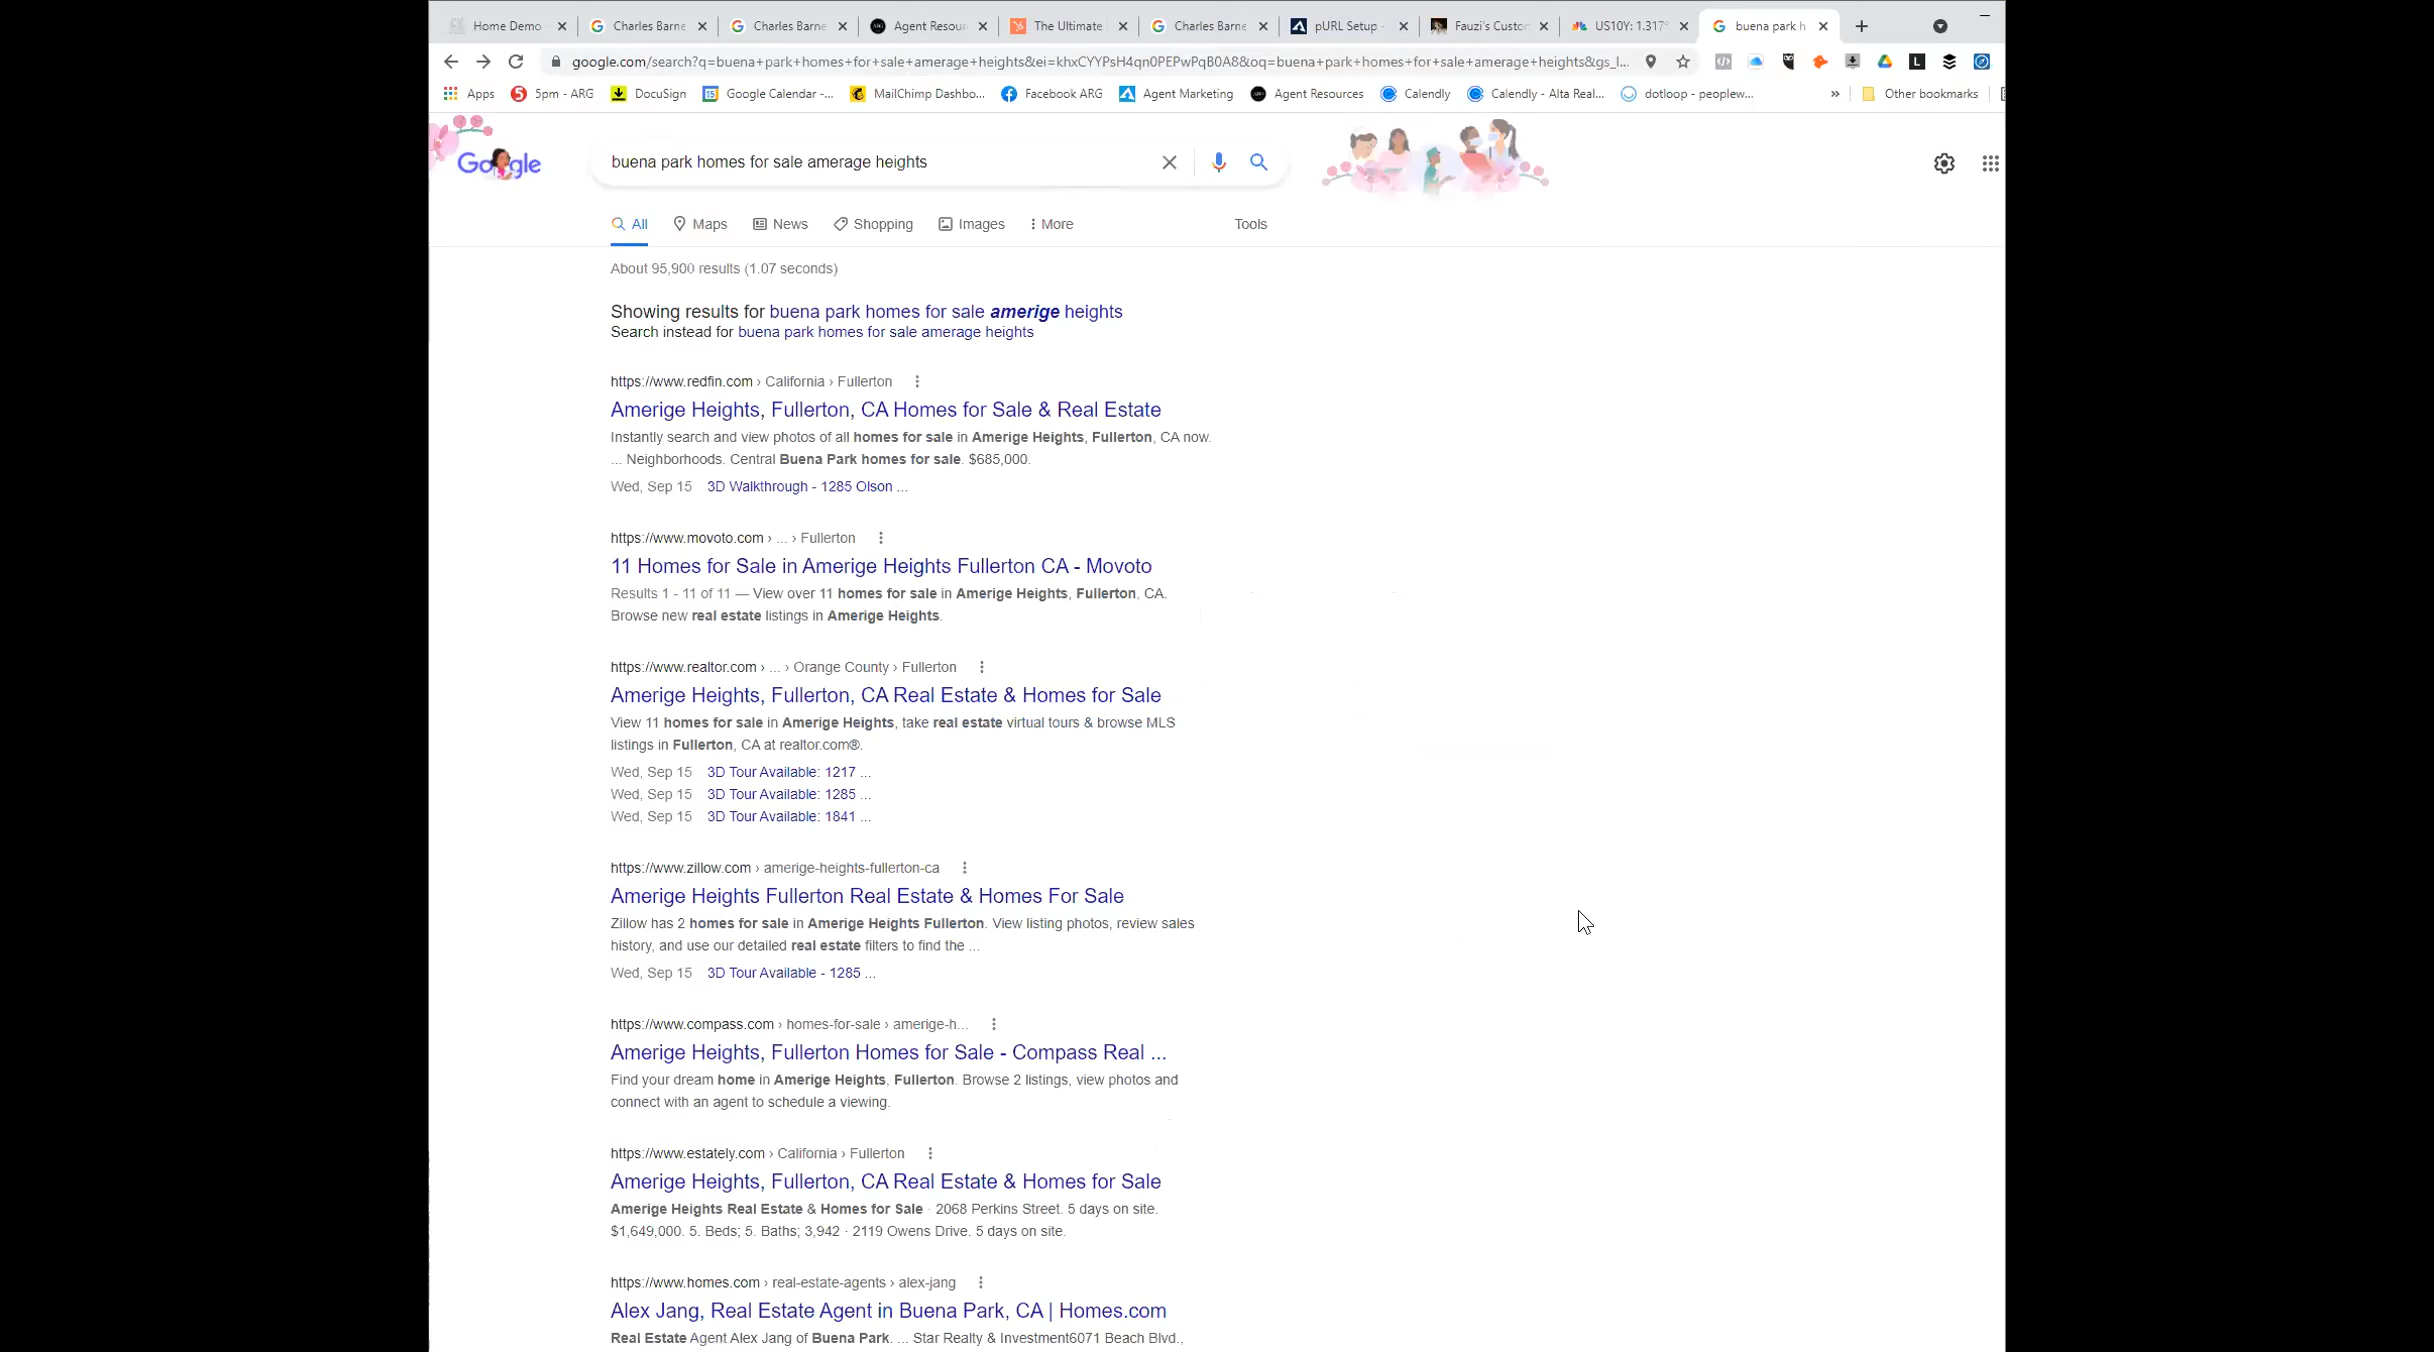 Home Demo
Charles Barne
Charles Barne
Agent Resour
The Ultimate
Charles Barne
pURL Setup -
Fauzi's Custor
US10Y: 1.317°
buena park h
google.com/search?q=buena+park+homes+for+sale+amerage+heights&ei=khxCYYPsH4qn0PEPwPqB0A8&oq=buena+park+homes+for+sale+amerage+heights&gs_l...
Apps
5pm - ARG
DocuSign
Google Calendar -...
MailChimp Dashbo...
Facebook ARG
Agent Marketing
Agent Resources
Calendly
Calendly - Alta Real...
dotloop - peoplew...
»
Other bookmarks
Google
buena park homes for sale amerage heights
All
Maps
News
Shopping
Images
More
Tools
About 95,900 results (1.07 seconds)
Showing results for buena park homes for sale amerige heights
Search instead for buena park homes for sale amerage heights
https://www.redfin.com › California › Fullerton
Amerige Heights, Fullerton, CA Homes for Sale & Real Estate
Instantly search and view photos of all homes for sale in Amerige Heights, Fullerton, CA now.
... Neighborhoods. Central Buena Park homes for sale. $685,000.
Wed, Sep 15 3D Walkthrough - 1285 Olson ...
https://www.movoto.com › ... › Fullerton
11 Homes for Sale in Amerige Heights Fullerton CA - Movoto
Results 1 - 11 of 11 — View over 11 homes for sale in Amerige Heights, Fullerton, CA.
Browse new real estate listings in Amerige Heights.
https://www.realtor.com › ... › Orange County › Fullerton
Amerige Heights, Fullerton, CA Real Estate & Homes for Sale
View 11 homes for sale in Amerige Heights, take real estate virtual tours & browse MLS
listings in Fullerton, CA at realtor.com®.
Wed, Sep 15 3D Tour Available: 1217 ...
Wed, Sep 15 3D Tour Available: 1285 ...
Wed, Sep 15 3D Tour Available: 1841 ...
https://www.zillow.com › amerige-heights-fullerton-ca
Amerige Heights Fullerton Real Estate & Homes For Sale
Zillow has 2 homes for sale in Amerige Heights Fullerton. View listing photos, review sales
history, and use our detailed real estate filters to find the ...
Wed, Sep 15 3D Tour Available - 1285 ...
https://www.compass.com › homes-for-sale › amerige-h...
Amerige Heights, Fullerton Homes for Sale - Compass Real ...
Find your dream home in Amerige Heights, Fullerton. Browse 2 listings, view photos and
connect with an agent to schedule a viewing.
https://www.estately.com › California › Fullerton
Amerige Heights, Fullerton, CA Real Estate & Homes for Sale
Amerige Heights Real Estate & Homes for Sale · 2068 Perkins Street. 5 days on site.
$1,649,000. 5. Beds; 5. Baths; 3,942 · 2119 Owens Drive. 5 days on site.
https://www.homes.com › real-estate-agents › alex-jang
Alex Jang, Real Estate Agent in Buena Park, CA | Homes.com
Real Estate Agent Alex Jang of Buena Park. ... Star Realty & Investment6071 Beach Blvd.,